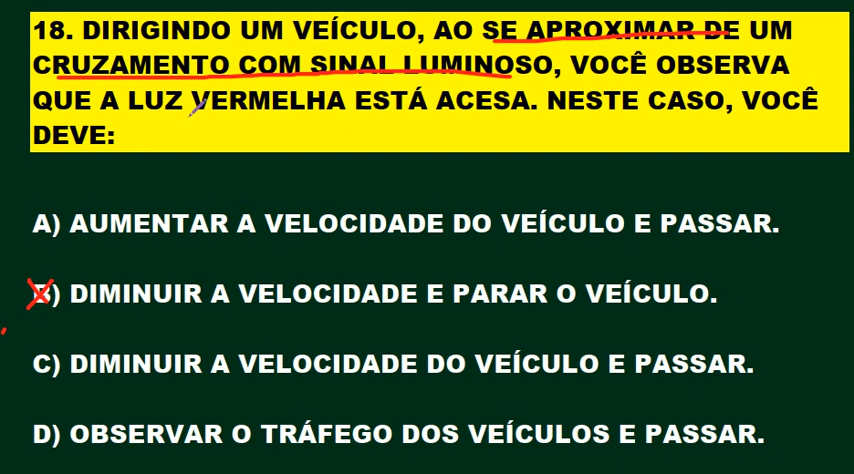 18. DIRIGINDO UM VEÍCULO, AO SE APROXIMAR DE UM
CRUZAMENTO COM SINAL LUMINOSO, VOCÊ OBSERVA
QUE A LUZ VERMELHA ESTÁ ACESA. NESTE CASO, VOCÊ
DEVE:
A) AUMENTAR A VELOCIDADE DO VEÍCULO E PASSAR.
B) DIMINUIR A VELOCIDADE E PARAR O VEÍCULO.
C) DIMINUIR A VELOCIDADE DO VEÍCULO E PASSAR.
D) OBSERVAR O TRÁFEGO DOS VEÍCULOS E PASSAR.